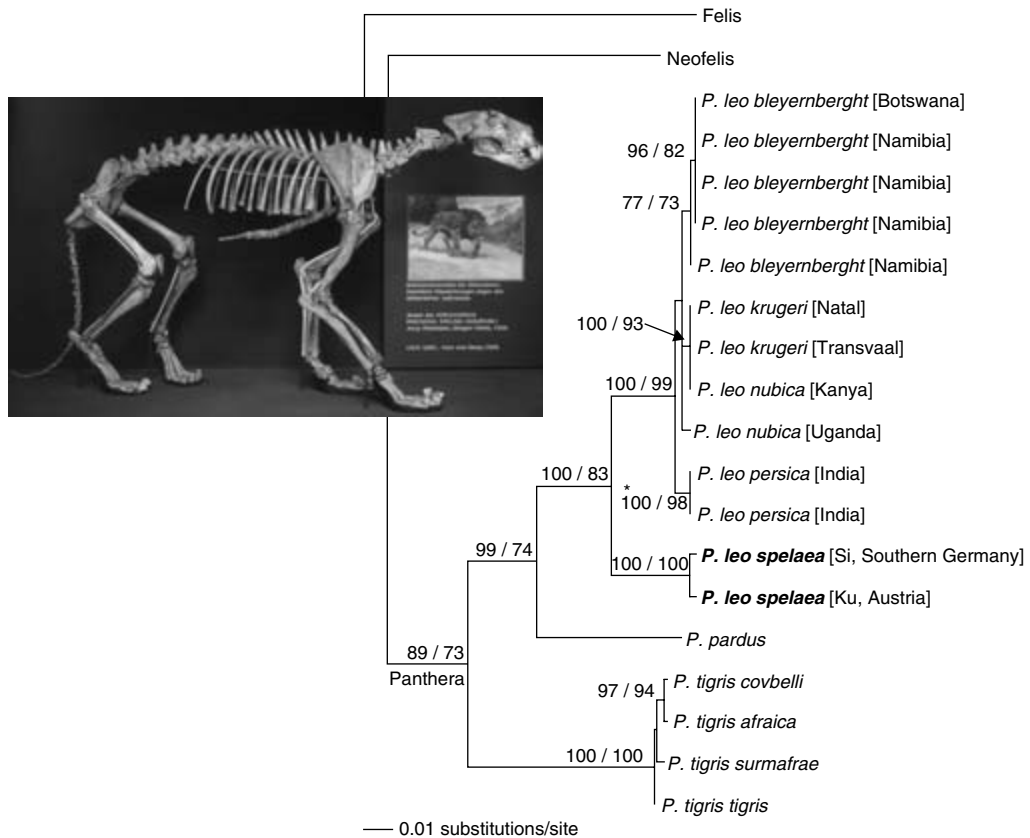 Felis
Neofelis
P. leo bleyernberght [Botswana]
96 / 82
P. leo bleyernberght [Namibia]
P. leo bleyernberght [Namibia]
77 / 73
P. leo bleyernberght [Namibia]
P. leo bleyernberght [Namibia]
P. leo krugeri [Natal]
100 / 93
P. leo krugeri [Transvaal]
100 / 99
P. leo nubica [Kanya]
P. leo nubica [Uganda]
100 / 83
P. leo persica [India]
*
100 / 98
P. leo persica [India]
99 / 74
P. leo spelaea [Si, Southern Germany]
100 / 100
P. leo spelaea [Ku, Austria]
P. pardus
89 / 73
Panthera
P. tigris covbelli
97 / 94
P. tigris afraica
100 / 100
P. tigris surmafrae
P. tigris tigris
0.01 substitutions/site